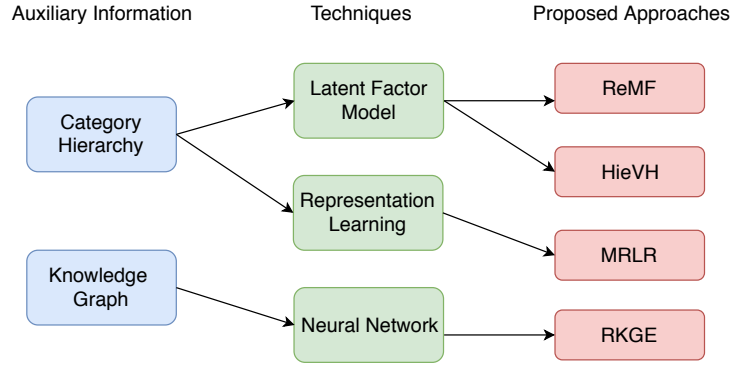 Auxiliary Information
Techniques
Proposed Approaches
Category
Hierarchy
Knowledge
Graph
Latent Factor
Model
Representation
Learning
Neural Network
ReMF
HieVH
MRLR
RKGE